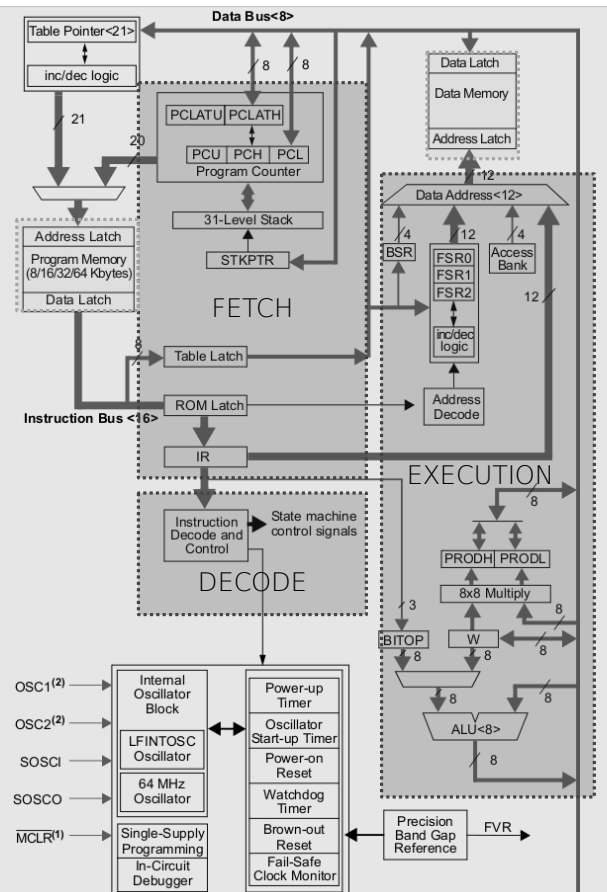 Data Bus<8>
Table Pointer<21>
inc/dec logic
21
20
8
8
PCLATU PCLATH
PCU PCH PCL
Program Counter
31-Level Stack
STKPTR
FETCH
Data Latch
Data Memory
Address Latch
12
Data Address<12>
4
12
4
BSR
FSR0
FSR1
FSR2
inc/dec
logic
Access
Bank
12
Address Latch
Program Memory
(8/16/32/64 Kbytes)
Data Latch
8
Table Latch
Instruction Bus <16>
ROM Latch
Address
Decode
IR
EXECUTION
8
Instruction
Decode and
Control
State machine
control signals
DECODE
PRODH PRODL
8x8 Multiply
3
8
BITOP
W
8
8
8
8
8
ALU<8>
8
OSC1(2)
OSC2(2)
SOSCI
SOSCO
MCLR(1)
Internal
Oscillator
Block
LFINTOSC
Oscillator
64 MHz
Oscillator
Single-Supply
Programming
In-Circuit
Debugger
Power-up
Timer
Oscillator
Start-up Timer
Power-on
Reset
Watchdog
Timer
Brown-out
Reset
Fail-Safe
Clock Monitor
Precision
Band Gap
Reference
FVR